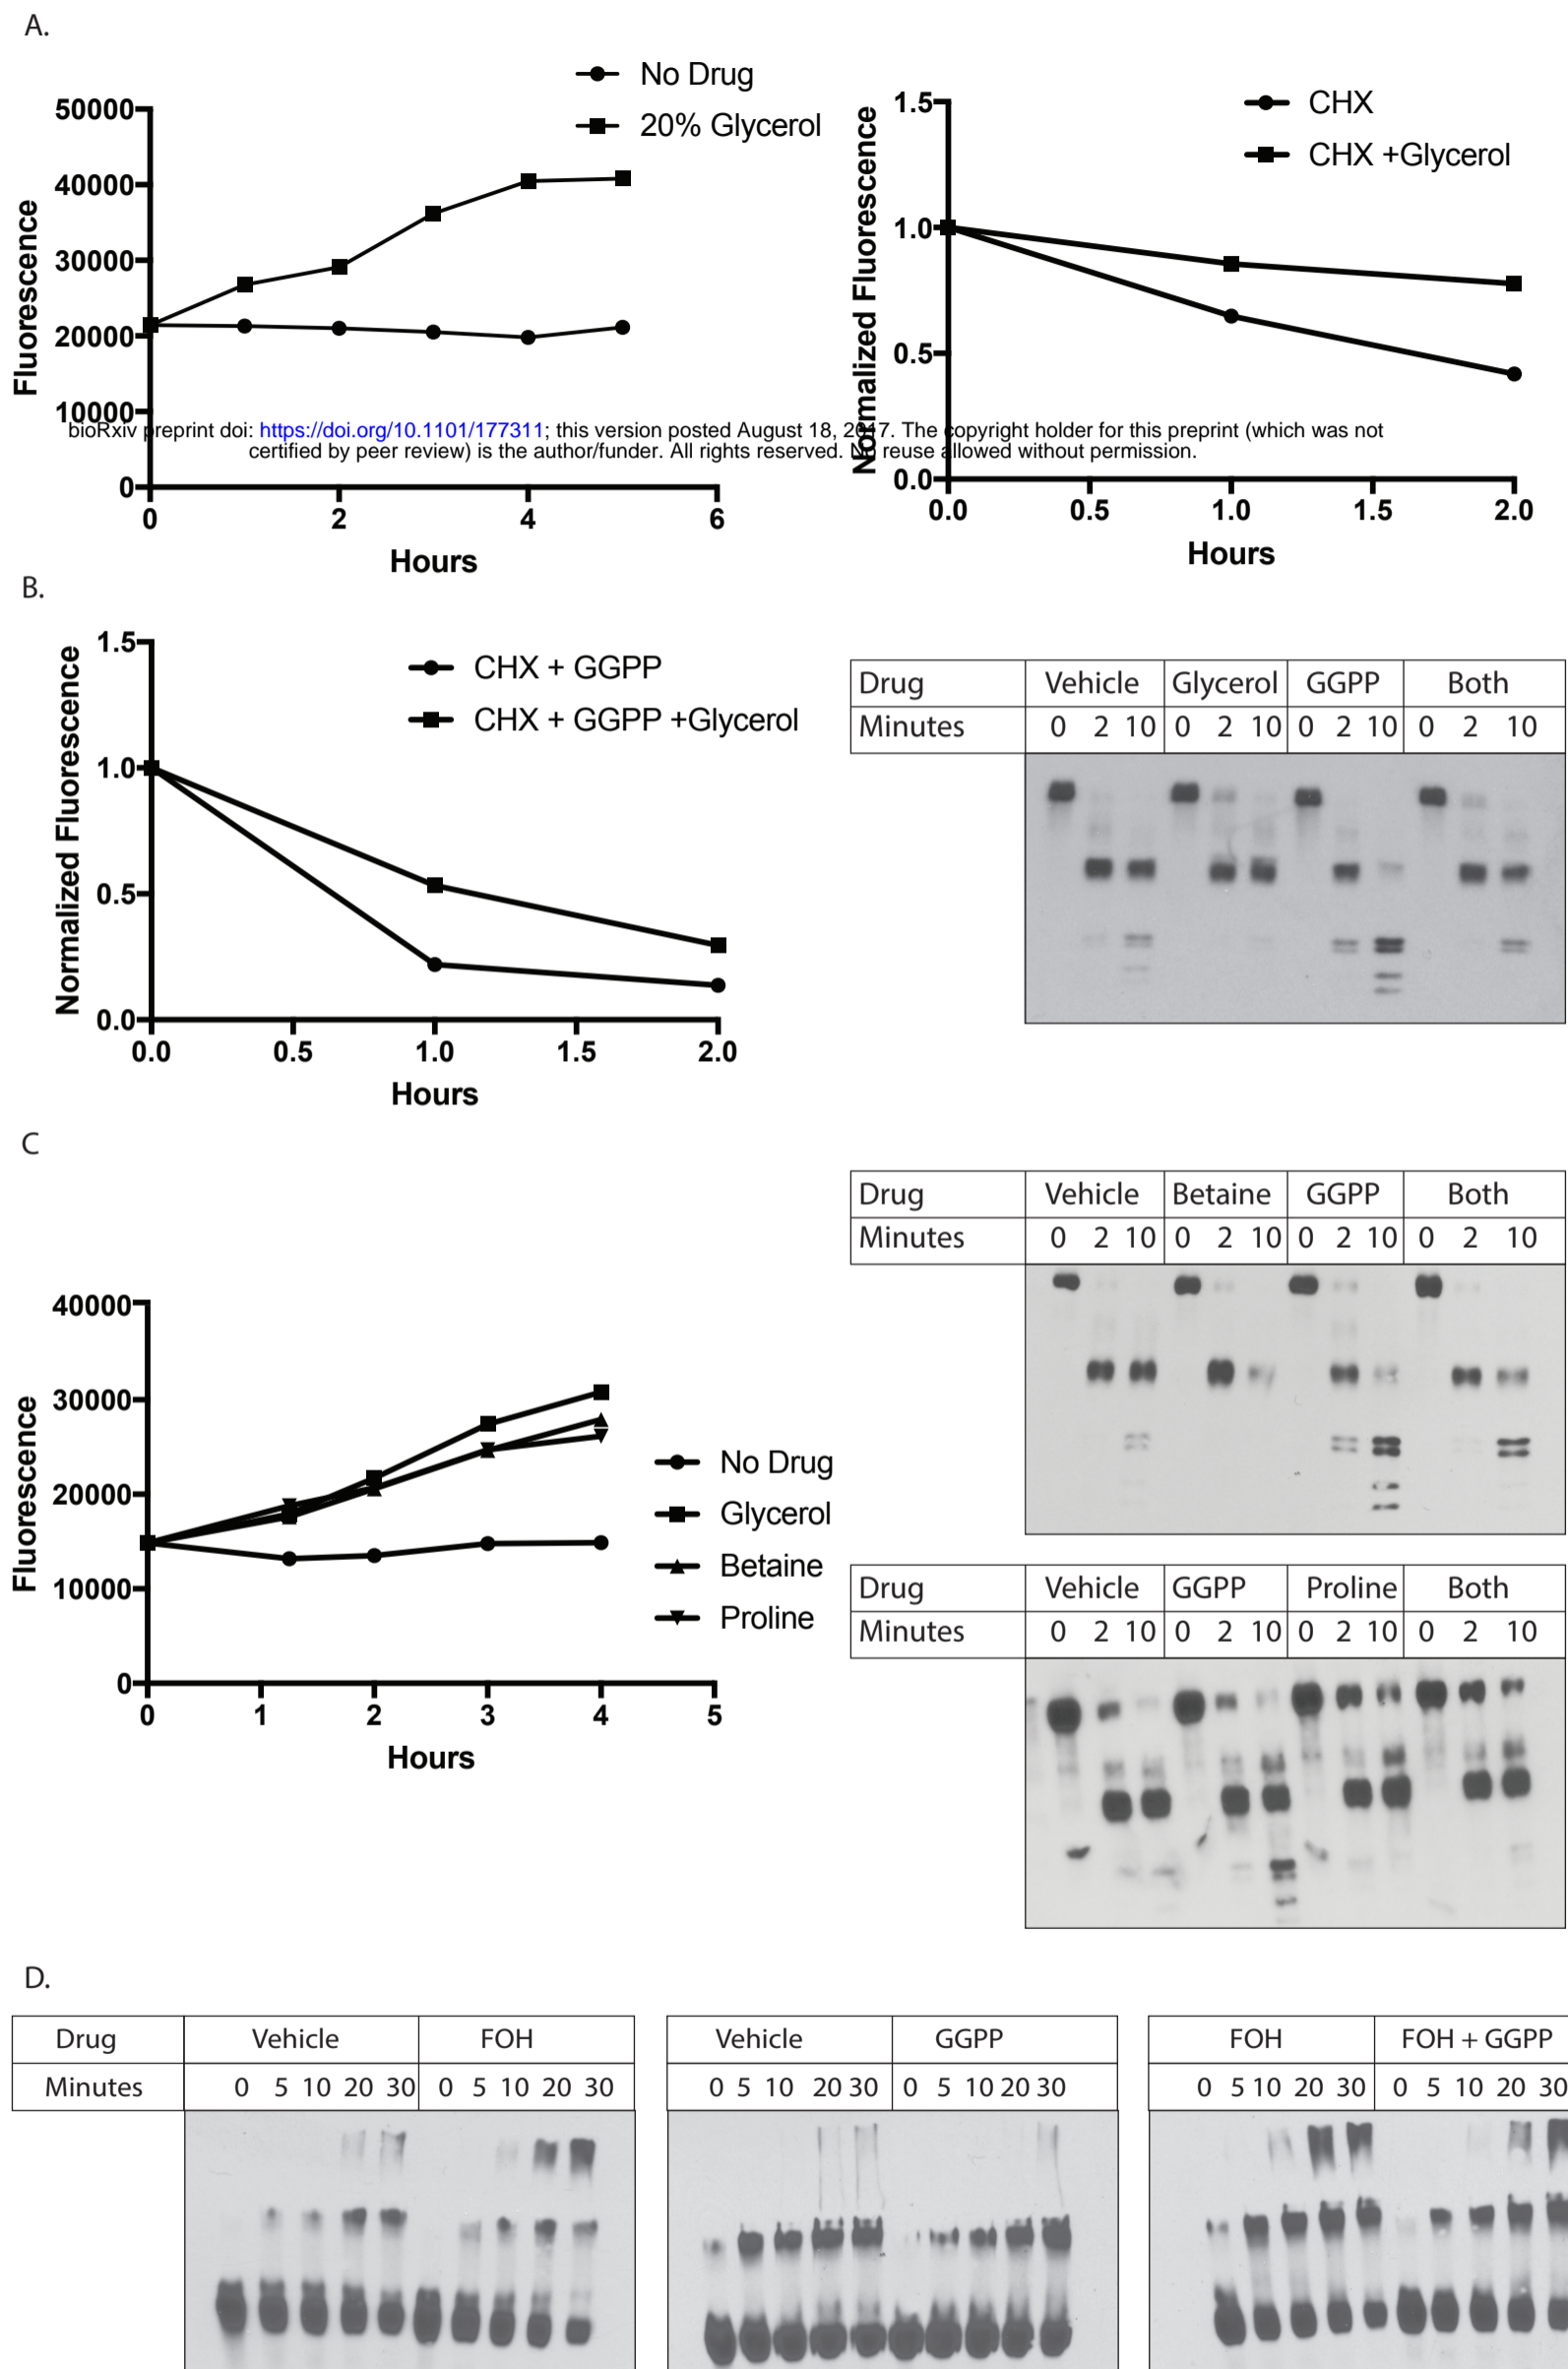 A.
No Drug
20% Glycerol
50000
40000
30000
20000
10000
0
Fluorescence
0 2 4 6
Hours
CHX
CHX +Glycerol
1.5
1.0
0.5
0.0
Normalized Fluorescence
0.0 0.5 1.0 1.5 2.0
Hours
bioRxiv preprint doi: https://doi.org/10.1101/177311; this version posted August 18, 2017. The copyright holder for this preprint (which was not
certified by peer review) is the author/funder. All rights reserved. No reuse allowed without permission.
B.
1.5
1.0
0.5
0.0
Normalized Fluorescence
CHX + GGPP
CHX + GGPP +Glycerol
0.0 0.5 1.0 1.5 2.0
Hours
Drug Vehicle Glycerol GGPP Both
Minutes 0 2 10 0 2 10 0 2 10 0 2 10
C
40000
30000
20000
10000
0
Fluorescence
No Drug
Glycerol
Betaine
Proline
0 1 2 3 4 5
Hours
Drug Vehicle Betaine GGPP Both
Minutes 0 2 10 0 2 10 0 2 10 0 2 10
Drug Vehicle GGPP Proline Both
Minutes 0 2 10 0 2 10 0 2 10 0 2 10
D.
Drug Vehicle FOH
Minutes 0 5 10 20 30 0 5 10 20 30
Vehicle GGPP
0 5 10 20 30 0 5 10 20 30
FOH FOH + GGPP
0 5 10 20 30 0 5 10 20 30